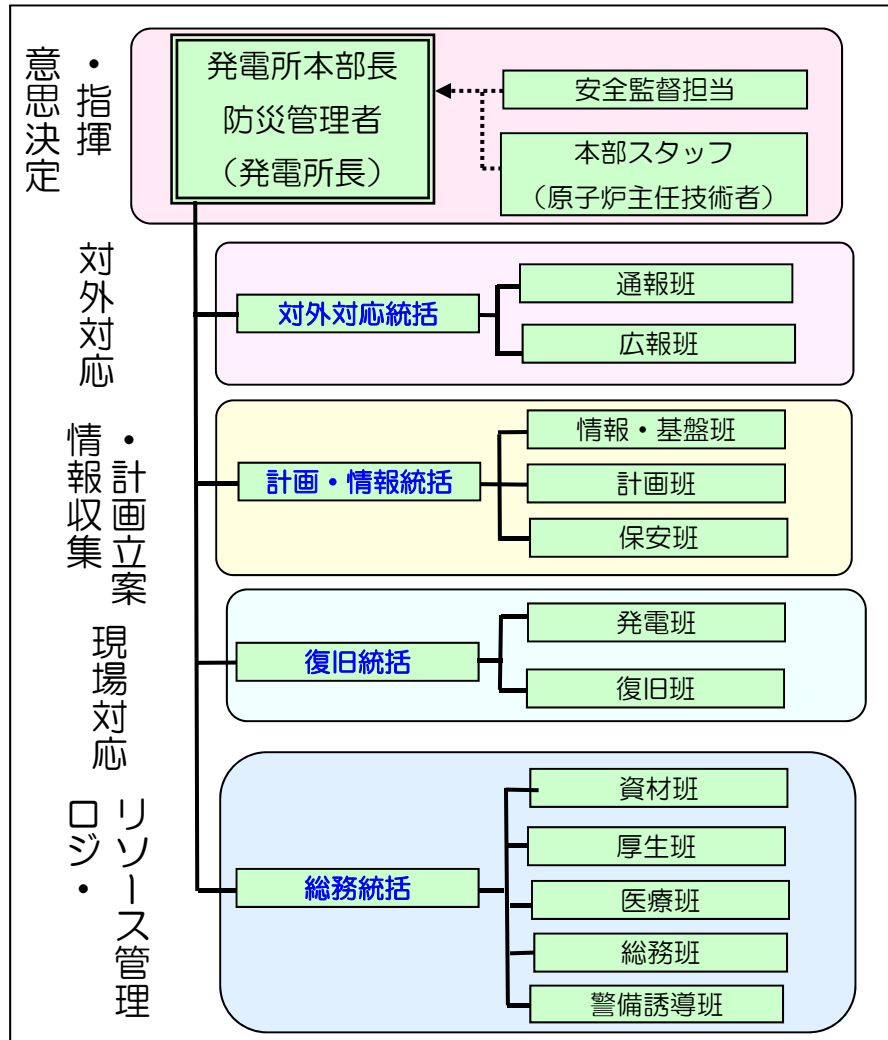 意思決定
・指揮
発電所本部長
防災管理者
（発電所長）
安全監督担当
本部スタッフ
（原子炉主任技術者）
対外対応
対外対応統括
通報班
広報班
情報収集
・計画立案
計画・情報統括
情報・基盤班
計画班
保安班
現場対応
復旧統括
発電班
復旧班
リソース管理
ロジ・
総務統括
資材班
厚生班
医療班
総務班
警備誘導班